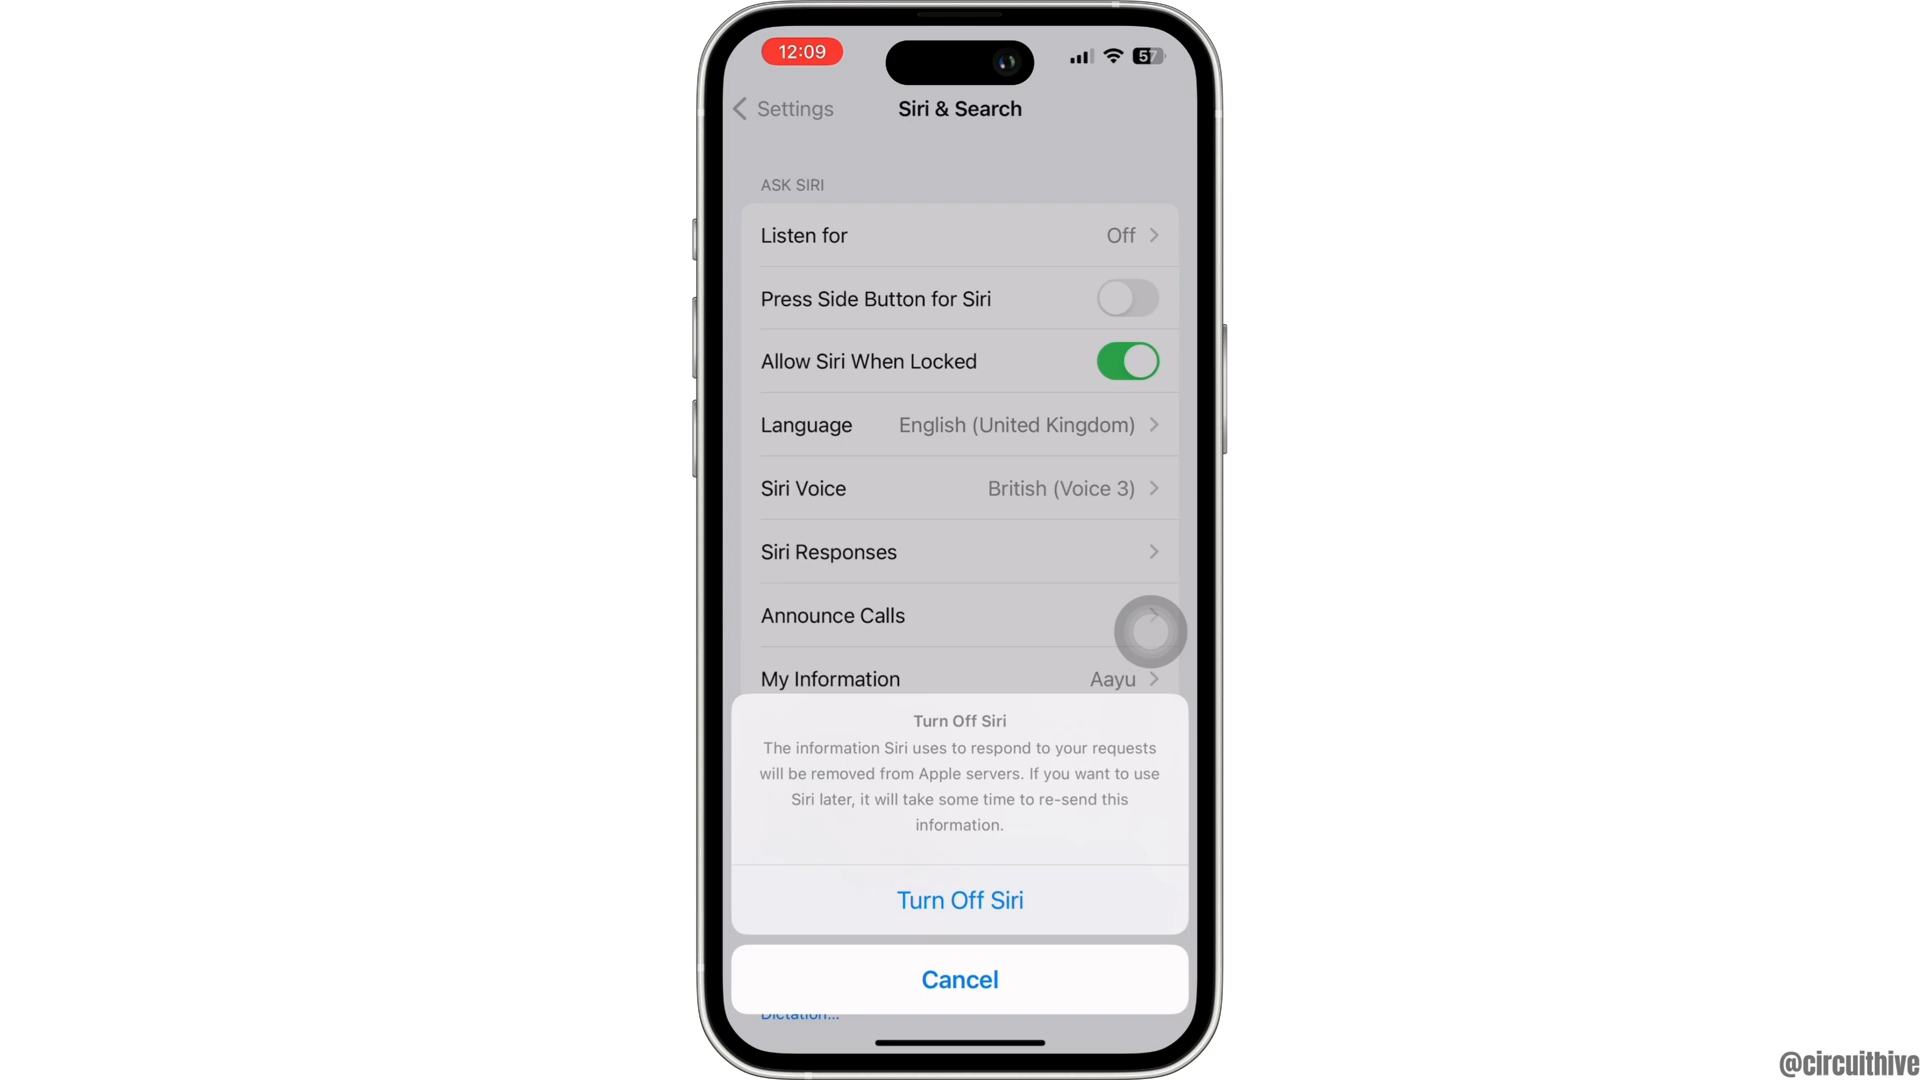 12:09
57
Settings
Siri & Search
ASK SIRI
Listen for Off
Press Side Button for Siri
Allow Siri When Locked
Language English (United Kingdom)
Siri Voice British (Voice 3)
Siri Responses
Announce Calls
My Information Aayu
Turn Off Siri
The information Siri uses to respond to your requests
will be removed from Apple servers. If you want to use
Siri later, it will take some time to re-send this
information.
Turn Off Siri
Cancel
Dictation...
@circuithive